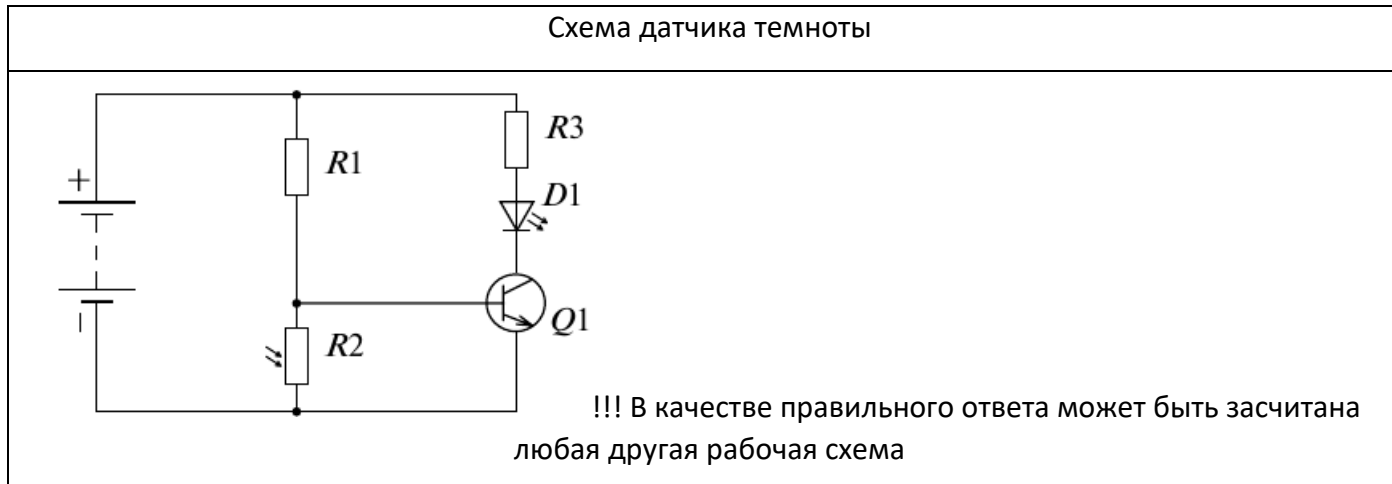 Схема датчика темноты
R3
R1
+
D1
Q1
R2
−
!!! В качестве правильного ответа может быть засчитана
любая другая рабочая схема